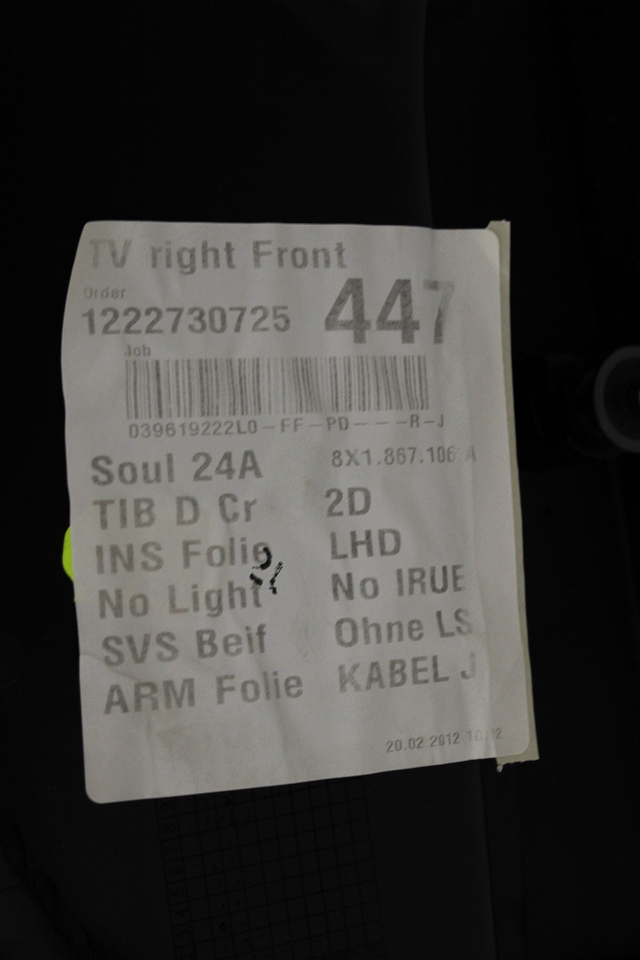 TV right Front
Order
1222730725 447
Job
039619222L0-FF-PD---R-J
Soul 24A 8X1.867.106 A
TIB D Cr 2D
INS Folie LHD
No Light No IRUE
SVS Beif Ohne LS
ARM Folie KABEL J
20.02 2012